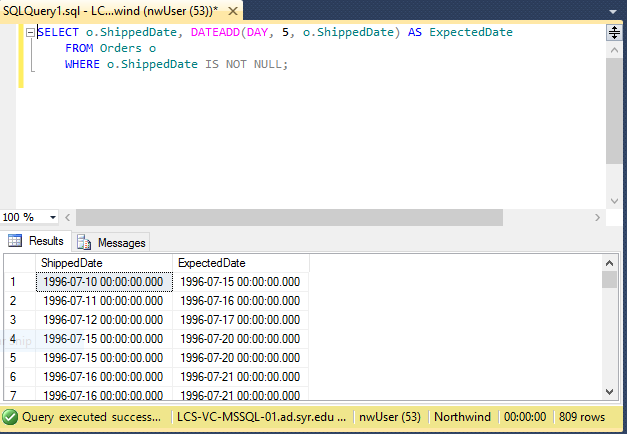 SQLQuery1.sql - LC...wind (nwUser (53))*
SELECT o.ShippedDate, DATEADD(DAY, 5, o.ShippedDate) AS ExpectedDate
FROM Orders o
WHERE o.ShippedDate IS NOT NULL;
100 %
Results Messages
ShippedDate ExpectedDate
1 1996-07-10 00:00:00.000 1996-07-15 00:00:00.000
2 1996-07-11 00:00:00.000 1996-07-16 00:00:00.000
3 1996-07-12 00:00:00.000 1996-07-17 00:00:00.000
4 1996-07-15 00:00:00.000 1996-07-20 00:00:00.000
5 1996-07-15 00:00:00.000 1996-07-20 00:00:00.000
6 1996-07-16 00:00:00.000 1996-07-21 00:00:00.000
7 1996-07-16 00:00:00.000 1996-07-21 00:00:00.000
Query executed success... LCS-VC-MSSQL-01.ad.syr.edu ... nwUser (53) Northwind 00:00:00 809 rows